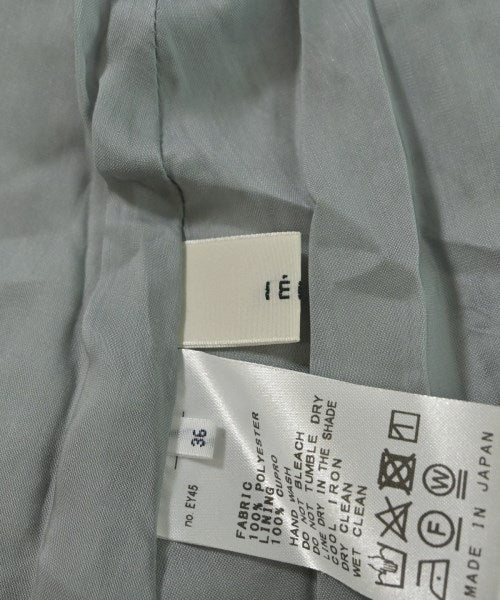 36
no. EY45
FABRIC
100% POLYESTER
LINING
100% CUPRO
HAND WASH
DO NOT BLEACH
DO NOT TUMBLE DRY
LINE DRY IN THE SHADE
COOL IRON
DRY CLEAN
WET CLEAN
F W
MADE IN JAPAN